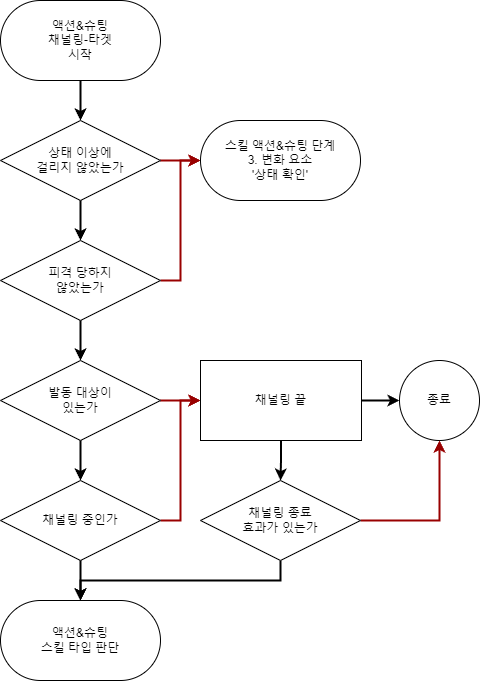 액션&슈팅
채널링-타겟
시작
상태 이상에
걸리지 않았는가
스킬 액션&슈팅 단계
3. 변화 요소
'상태 확인'
피격 당하지
않았는가
발동 대상이
있는가
채널링 끝
종료
채널링 중인가
채널링 종료
효과가 있는가
액션&슈팅
스킬 타입 판단